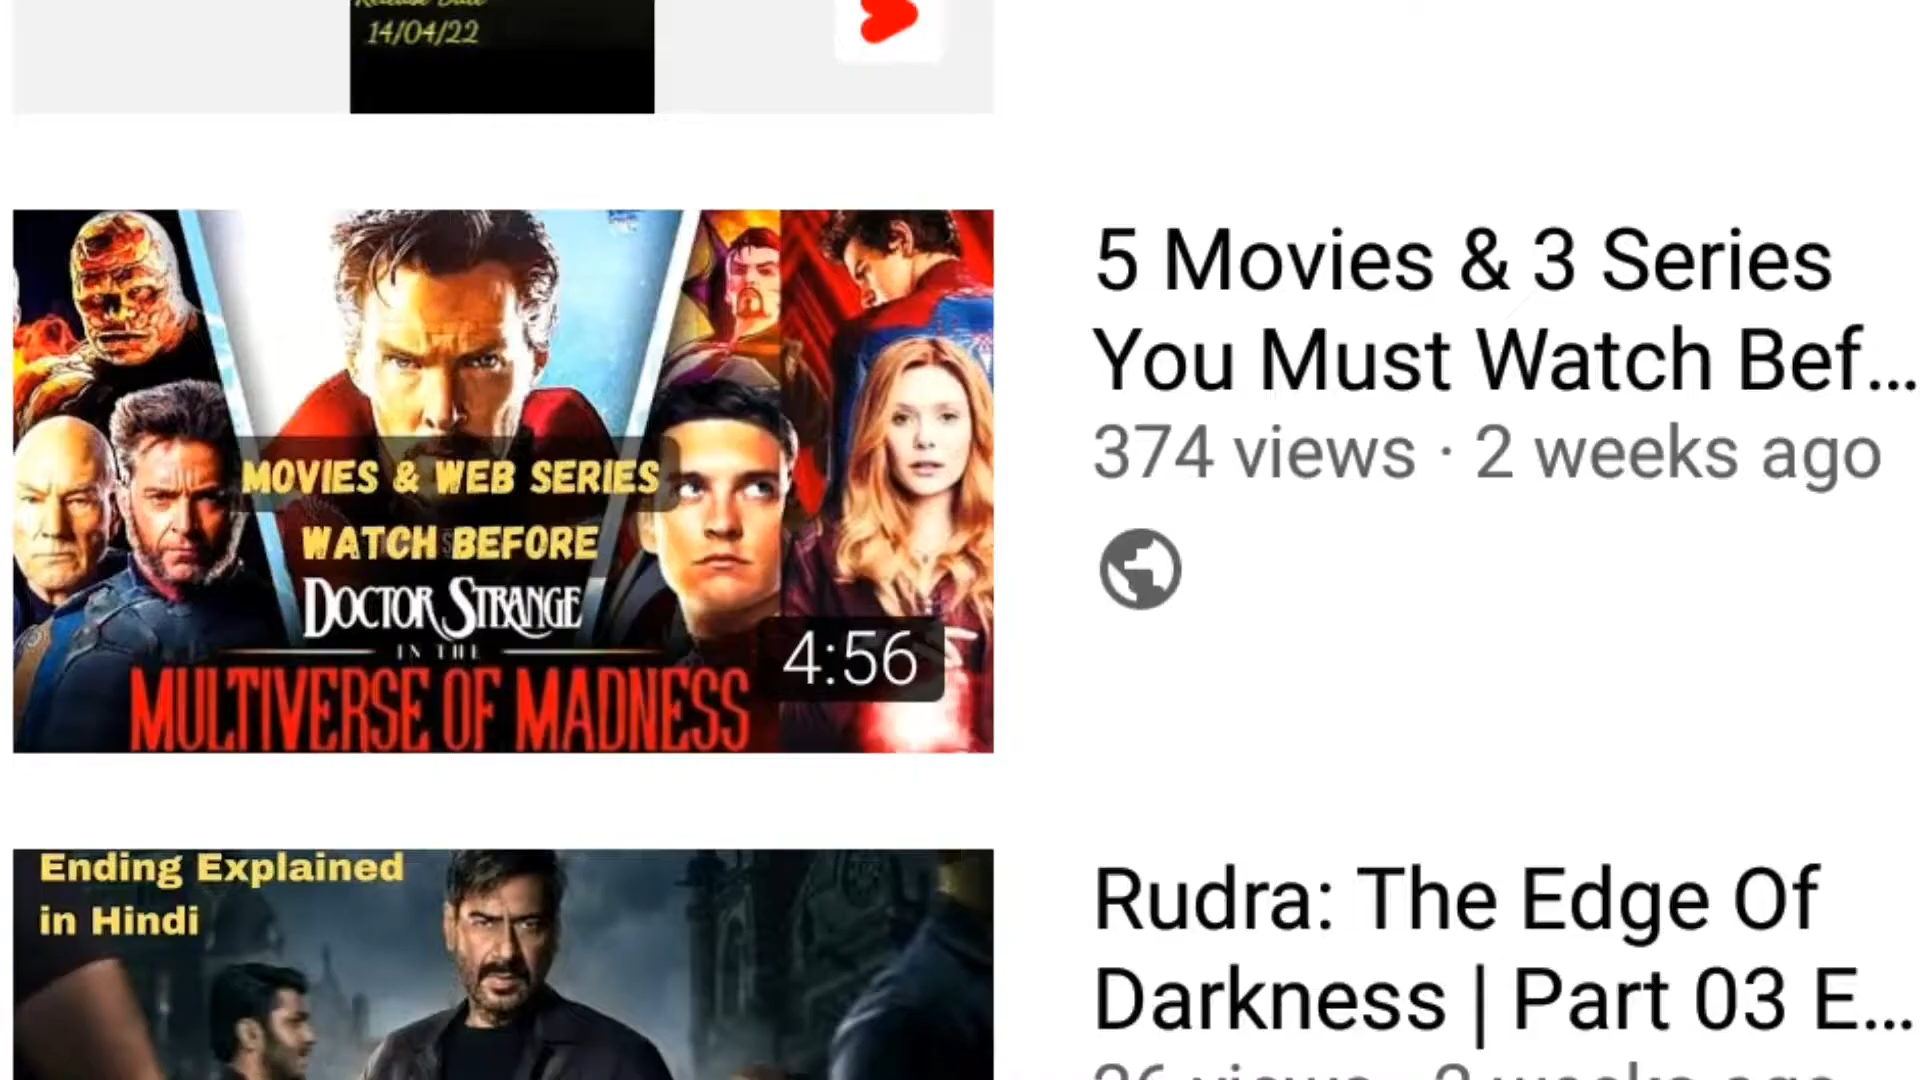 Release Date
14/04/22
5 Movies & 3 Series
You Must Watch Bef...
374 views · 2 weeks ago
MOVIES & WEB SERIES
WATCH BEFORE
DOCTOR STRANGE
IN THE
MULTIVERSE OF MADNESS
4:56
Ending Explained
in Hindi
Rudra: The Edge Of
Darkness | Part 03 E...